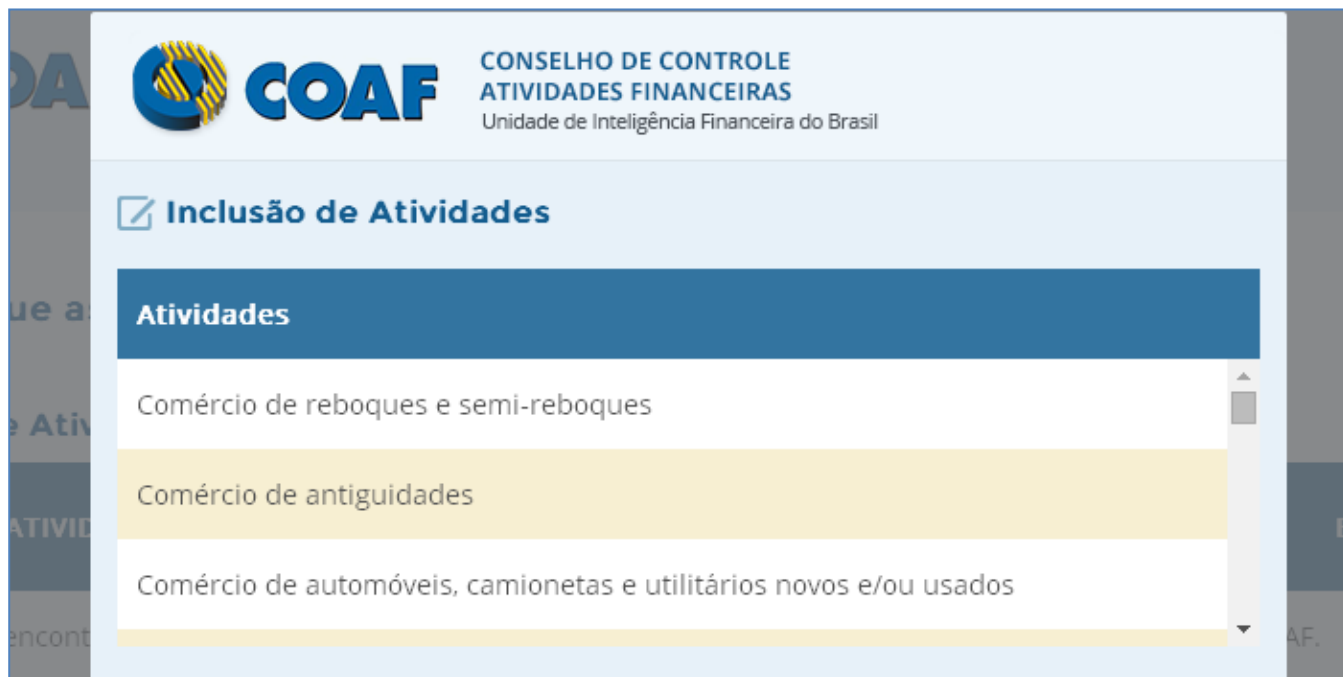 COAF
CONSELHO DE CONTROLE
ATIVIDADES FINANCEIRAS
Unidade de Inteligência Financeira do Brasil
Inclusão de Atividades
Atividades
Comércio de reboques e semi-reboques
Comércio de antiguidades
Comércio de automóveis, camionetas e utilitários novos e/ou usados